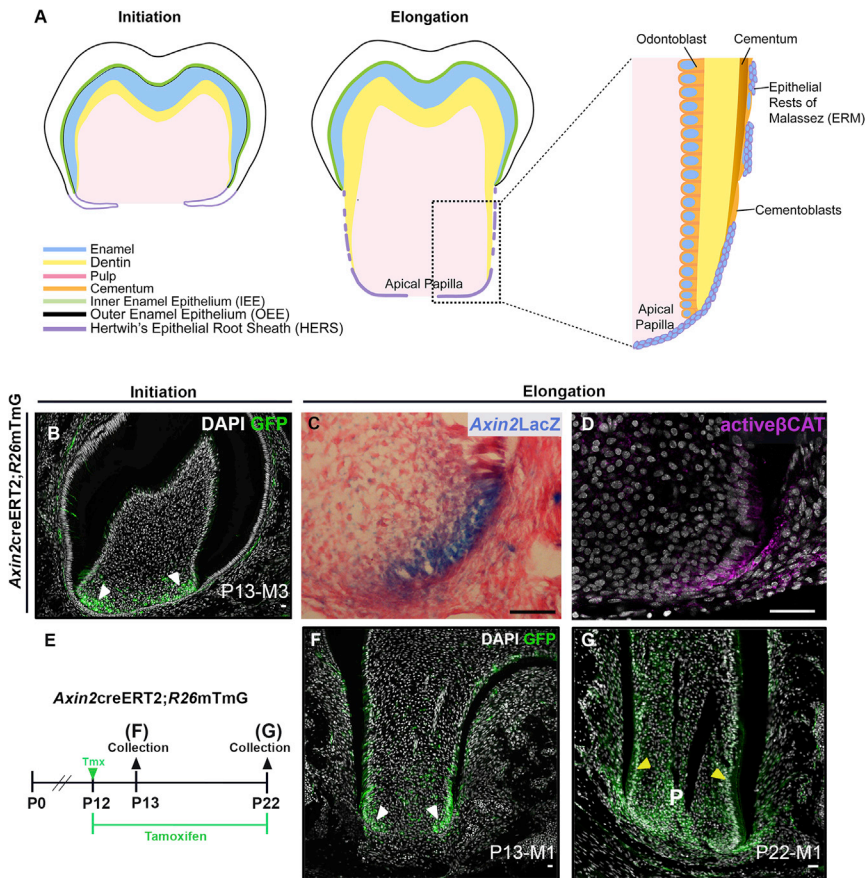 A
Initiation
Elongation
Odontoblast
Cementum
Epithelial
Rests of
Malassez (ERM)
Cementoblasts
Apical
Papilla
Apical Papilla
Enamel
Dentin
Pulp
Cementum
Inner Enamel Epithelium (IEE)
Outer Enamel Epithelium (OEE)
Hertwih's Epithelial Root Sheath (HERS)
Initiation
Elongation
Axin2creERT2;R26mTmG
B
DAPI GFP
P13-M3
C
Axin2LacZ
D
activeβCAT
E
Axin2creERT2;R26mTmG
(F)
(G)
Collection
Collection
Tmx
P0
P12
P13
P22
Tamoxifen
F
DAPI GFP
P13-M1
G
P
P22-M1